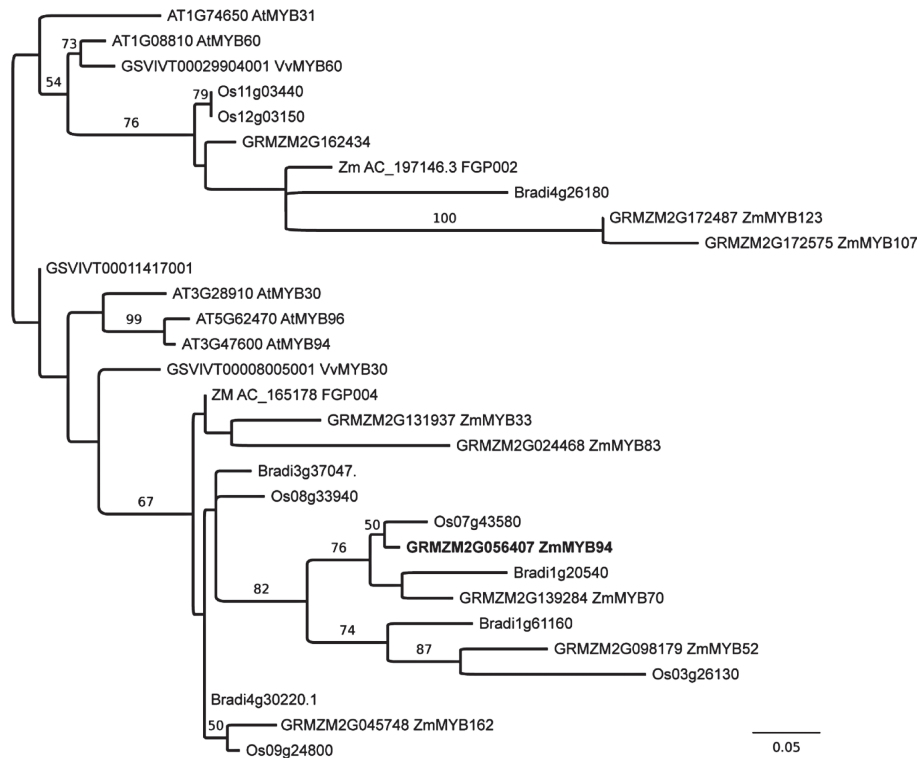 AT1G74650 AtMYB31
73
AT1G08810 AtMYB60
GSVIVT00029904001 VvMYB60
54
79
Os11g03440
Os12g03150
76
GRMZM2G162434
Zm AC_197146.3 FGP002
Bradi4g26180
100
GRMZM2G172487 ZmMYB123
GRMZM2G172575 ZmMYB107
GSVIVT00011417001
AT3G28910 AtMYB30
99
AT5G62470 AtMYB96
AT3G47600 AtMYB94
GSVIVT00008005001 VvMYB30
ZM AC_165178 FGP004
GRMZM2G131937 ZmMYB33
GRMZM2G024468 ZmMYB83
Bradi3g37047.
67
Os08g33940
50
Os07g43580
76
GRMZM2G056407 ZmMYB94
Bradi1g20540
82
GRMZM2G139284 ZmMYB70
Bradi1g61160
74
87
GRMZM2G098179 ZmMYB52
Os03g26130
Bradi4g30220.1
50
GRMZM2G045748 ZmMYB162
Os09g24800
0.05